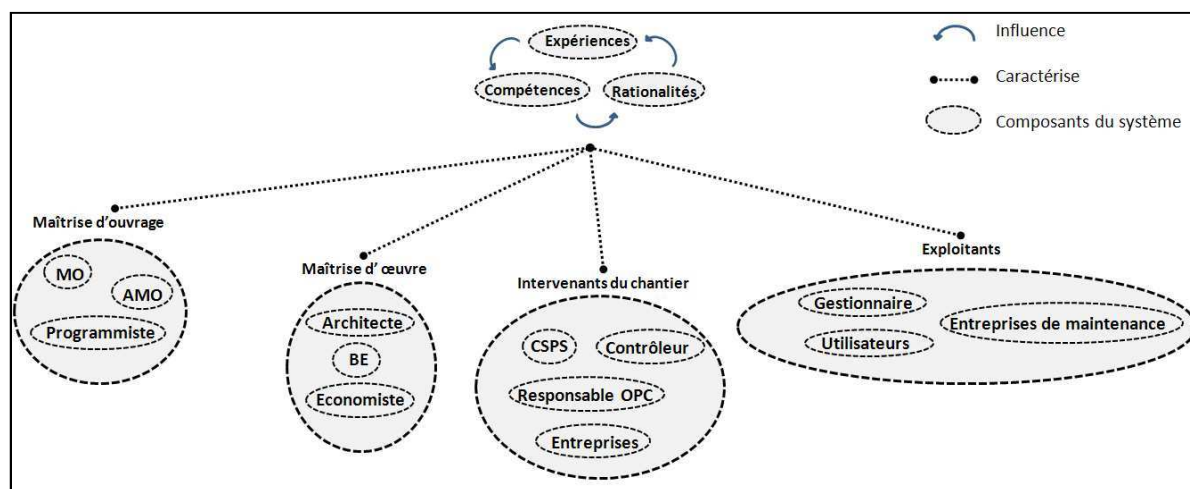 Expériences
Compétences
Rationalités
Influence
Caractérise
Composants du système
Maîtrise d'ouvrage
MO
AMO
Programmiste
Maîtrise d' œuvre
Architecte
BE
Economiste
Intervenants du chantier
CSPS
Contrôleur
Responsable OPC
Entreprises
Exploitants
Gestionnaire
Entreprises de maintenance
Utilisateurs